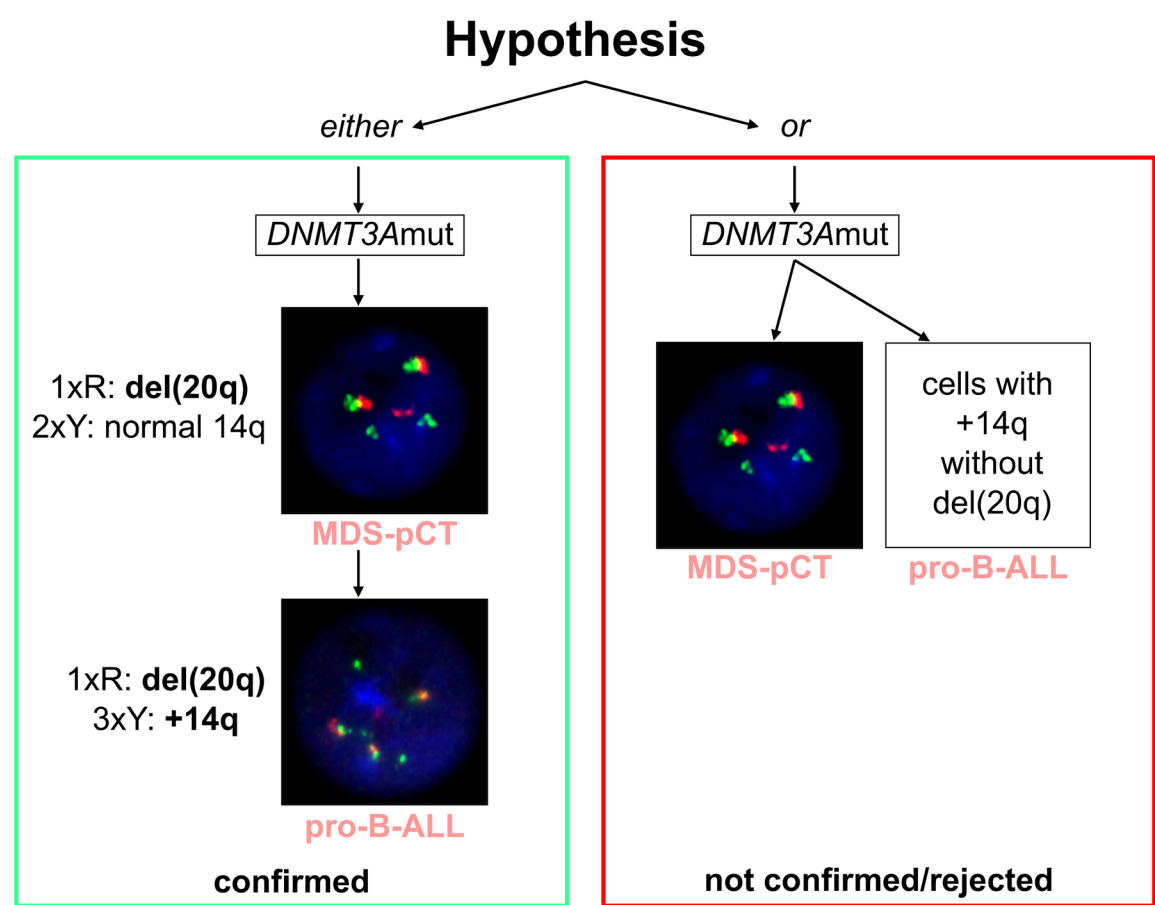 Hypothesis
either
or
DNMT3Amut
1xR: del(20q)
2xY: normal 14q
MDS-pCT
1xR: del(20q)
3xY: +14q
pro-B-ALL
confirmed
DNMT3Amut
MDS-pCT
cells with
+14q
without
del(20q)
pro-B-ALL
not confirmed/rejected